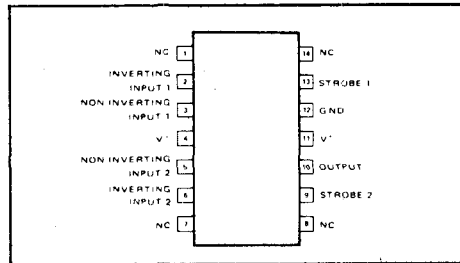 NC 1
INVERTING
INPUT 1 2
NON INVERTING
INPUT 1 3
4
NON INVERTING
INPUT 2 5
INVERTING
INPUT 2 6
NC 7
14 NC
13 STROBE 1
12 GND
11
10 OUTPUT
9 STROBE 2
8 NC